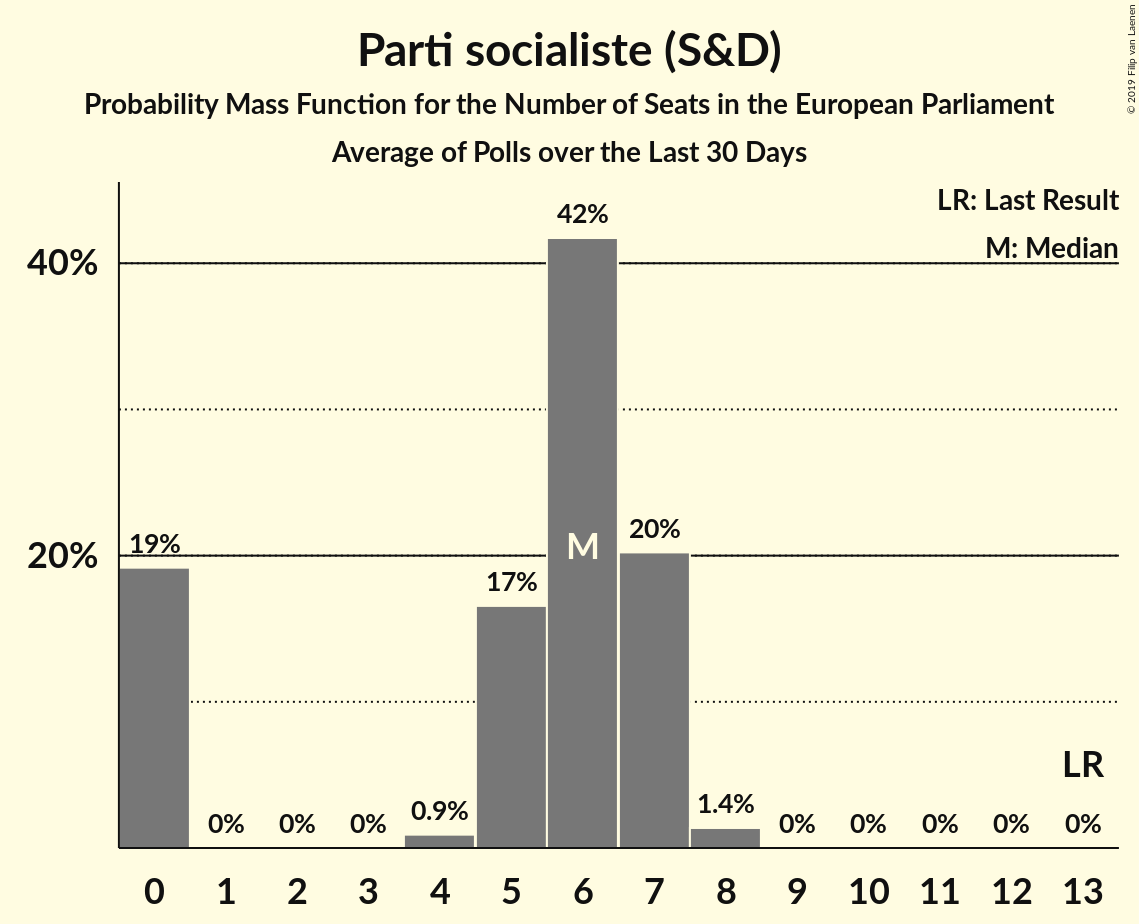 Parti socialiste (S&D)
Probability Mass Function for the Number of Seats in the European Parliament
Average of Polls over the Last 30 Days
© 2019 Filip van Laenen
LR: Last Result
M: Median
40%
20%
19%
0%
0%
0%
0.9%
17%
42%
M
20%
1.4%
0%
0%
0%
0%
0%
LR
0 1 2 3 4 5 6 7 8 9 10 11 12 13